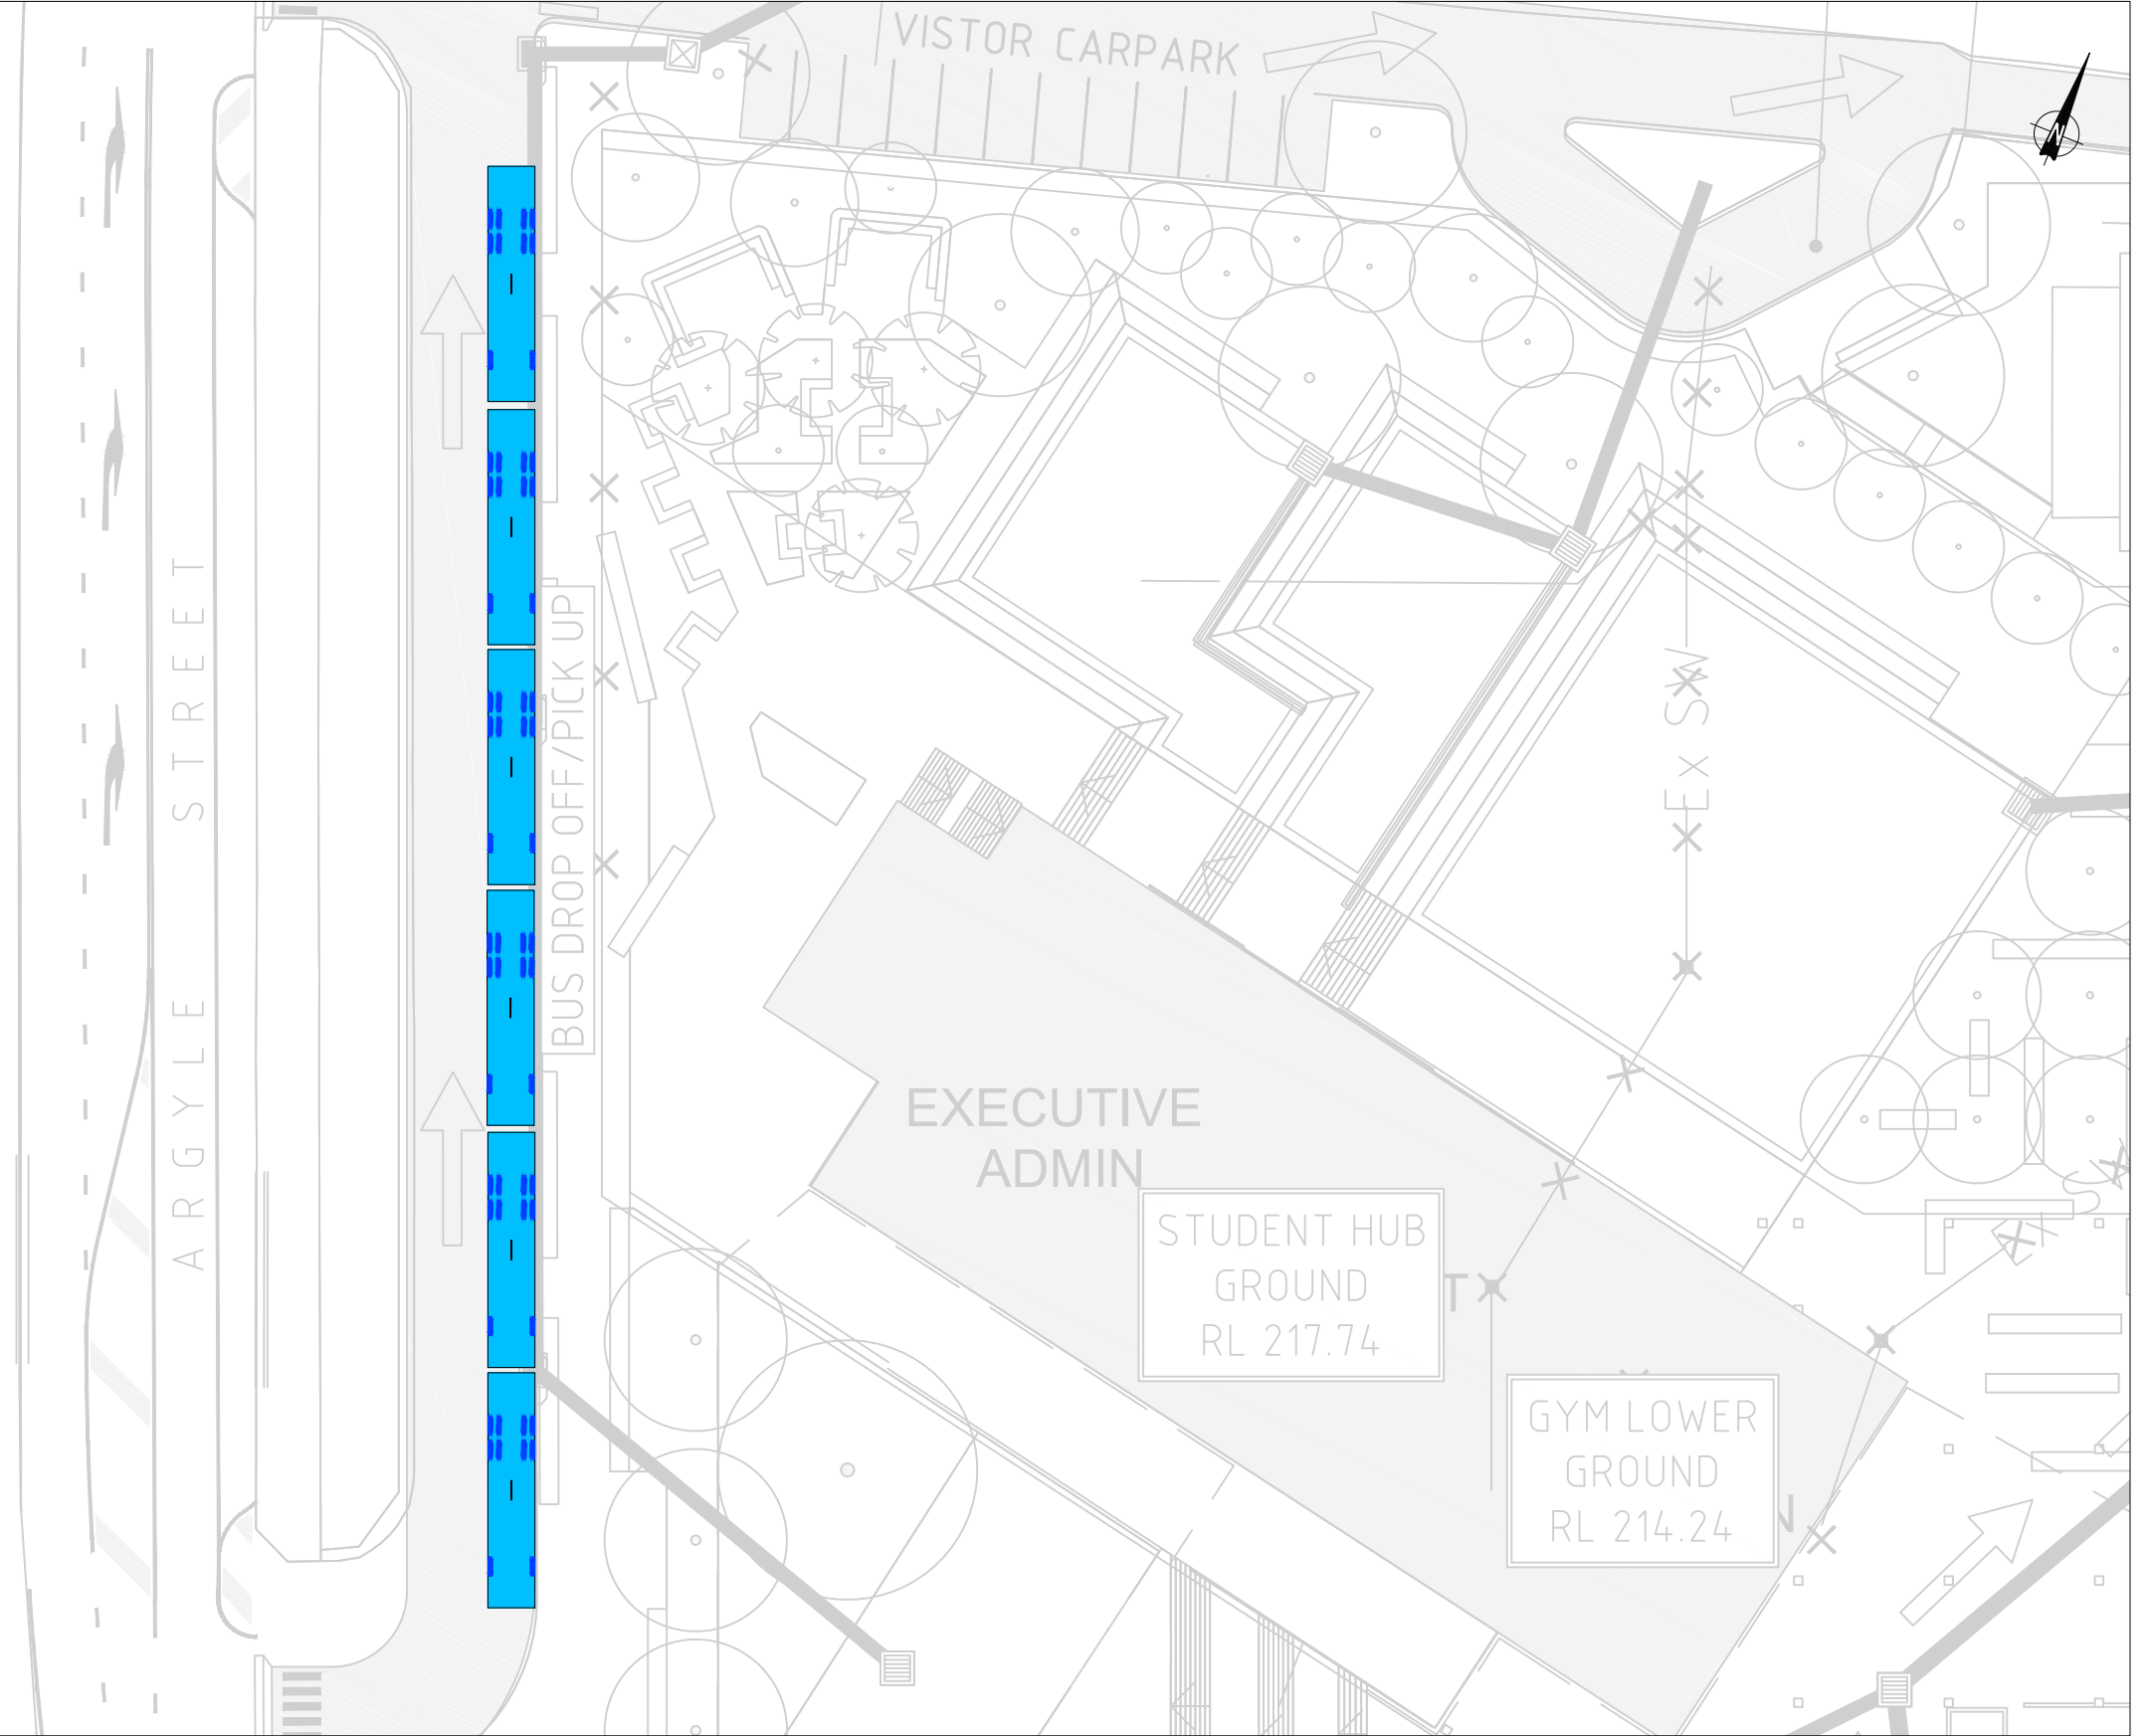 VISTOR CARPARK
N
ARGYLE STREET
BUS DROP OFF/PICK UP
EX SW
EXECUTIVE
ADMIN
STUDENT HUB
GROUND
RL 217.74
T
GYM LOWER
GROUND
RL 214.24
N